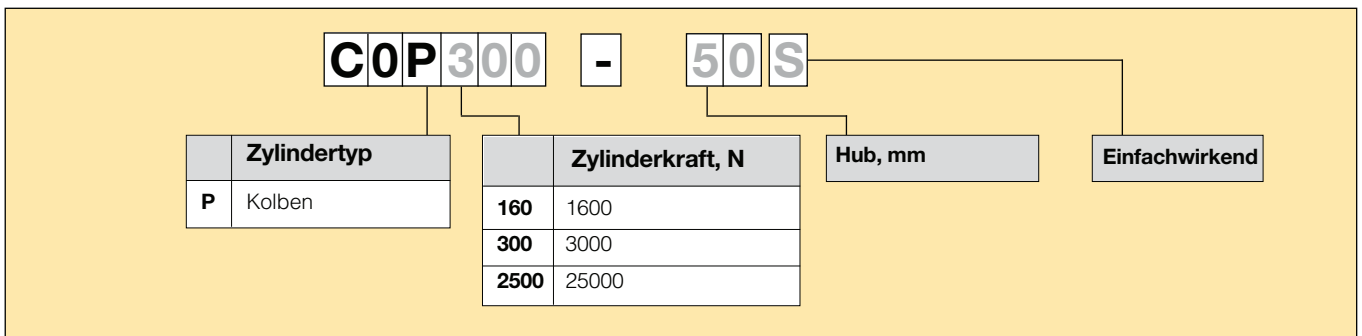 C0P300 - 50S
Zylindertyp
P Kolben
Zylinderkraft, N
160 1600
300 3000
2500 25000
Hub, mm
Einfachwirkend